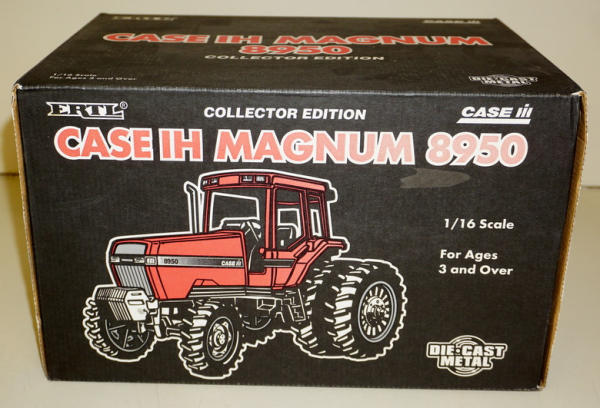 CASE IH MAGNUM
8950
COLLECTOR EDITION
1/16 Scale
For Ages 3 and Over
DIE-CAST
METAL
ERTL®
COLLECTOR EDITION
CASE IH
CASE IH MAGNUM 8950
1/16 Scale
For Ages
3 and Over
8950
CASE IH
DIE-CAST
METAL